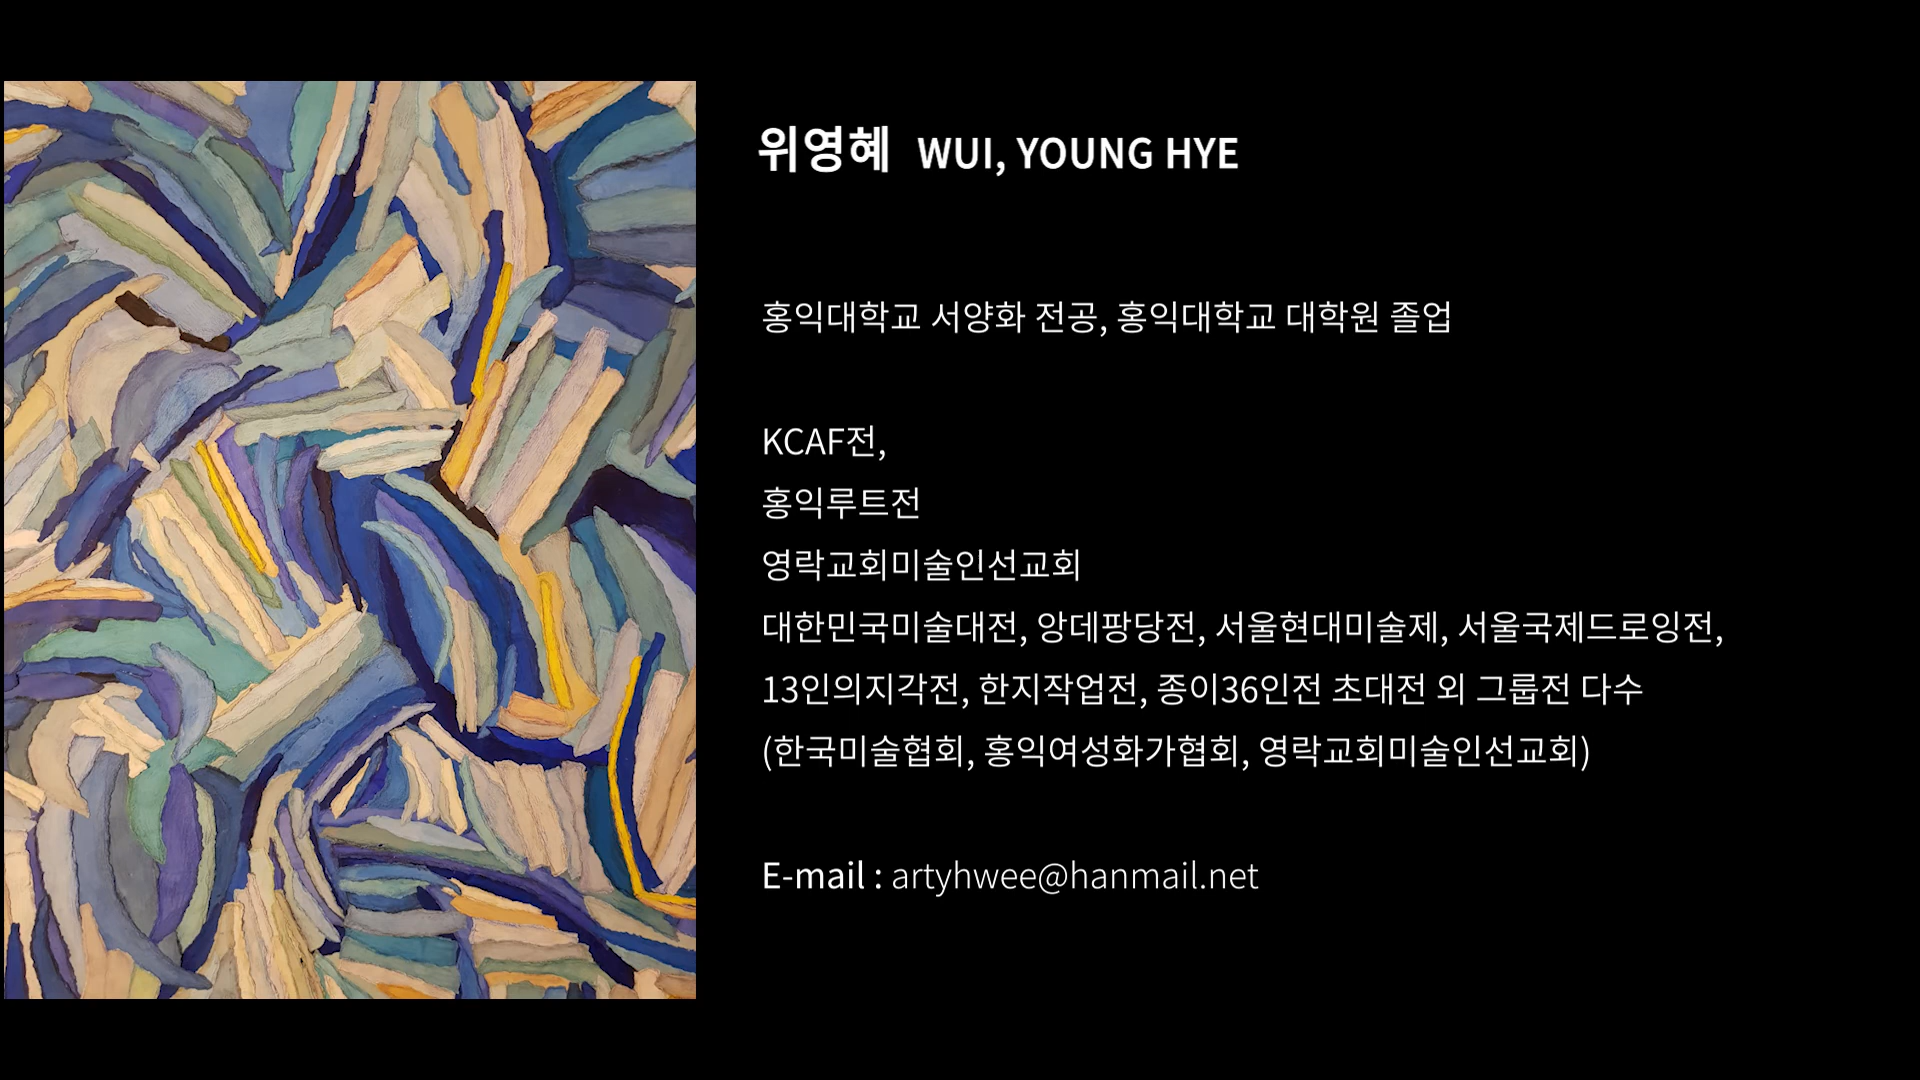 위영혜 WUI, YOUNG HYE
홍익대학교 서양화 전공, 홍익대학교 대학원 졸업
KCAF전,
홍익루트전
영락교회미술인선교회
대한민국미술대전, 앙데팡당전, 서울현대미술제, 서울국제드로잉전,
13인의지각전, 한지작업전, 종이36인전 초대전 외 그룹전 다수
(한국미술협회, 홍익여성화가협회, 영락교회미술인선교회)
E-mail : artyhwee@hanmail.net